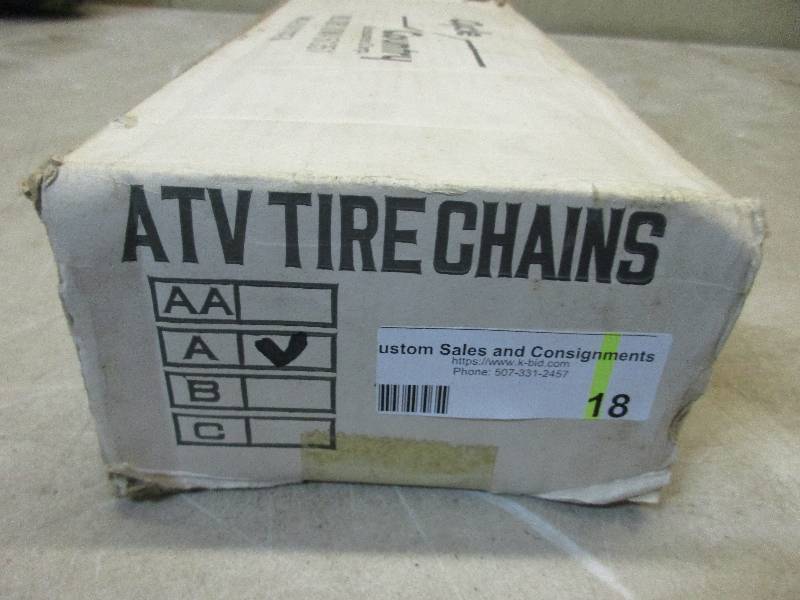 ATV TIRE CHAINS
AA
A
B
C
ustom Sales and Consignments
https://www.k-bid.com
Phone: 507-331-2457
18